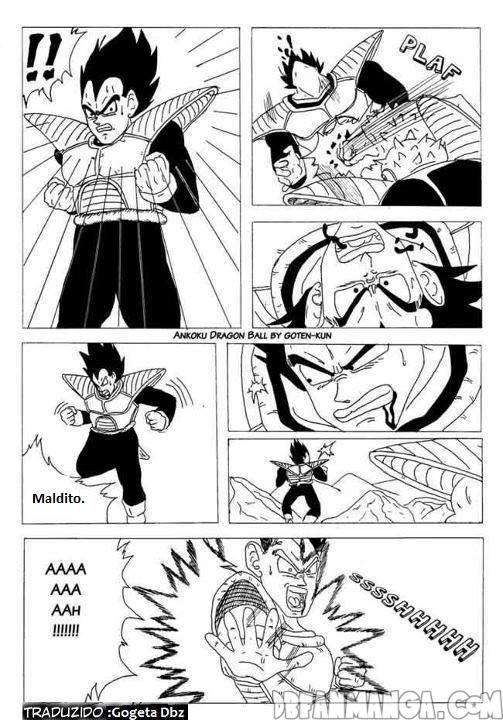 !!
PLAF
ANKOKU DRAGON BALL BY GOTEN-KUN
Maldito.
AAAA
AAA
AAH
!!!!!!!
SSSSHHHHHH
DBFANMANGA.COM
TRADUZIDO :Gogeta Dbz